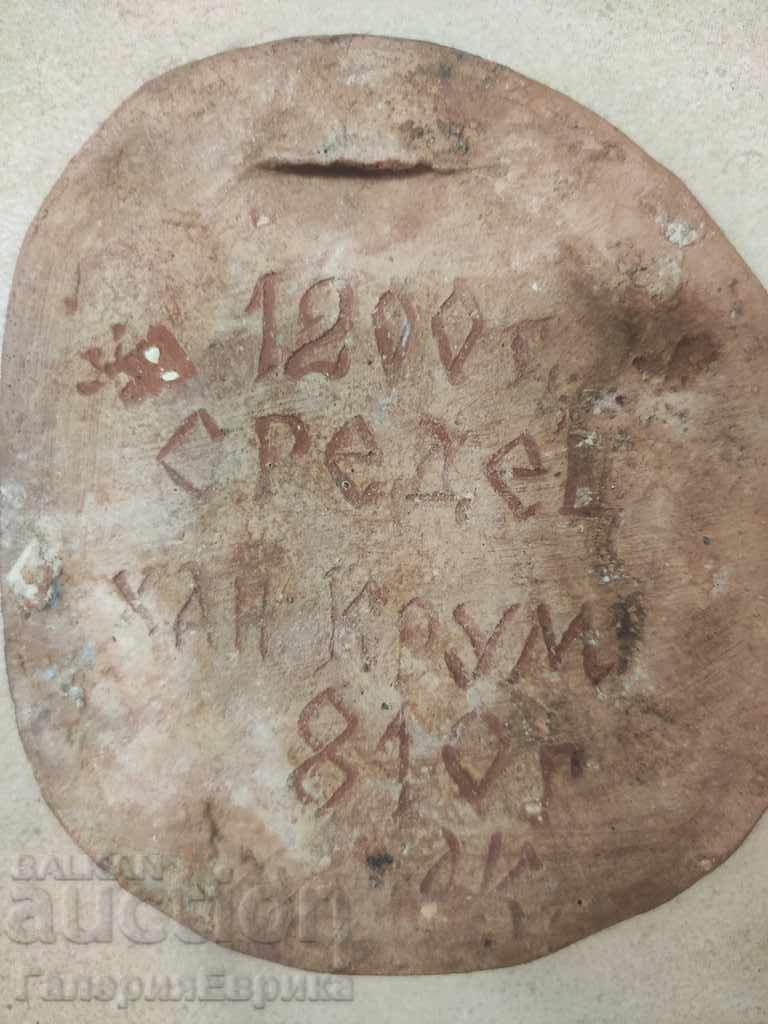 1200 г.
СРЕДЕЦ
ХАН КРУМ
810 г
BALKAN
auction
ГалерияЕврика